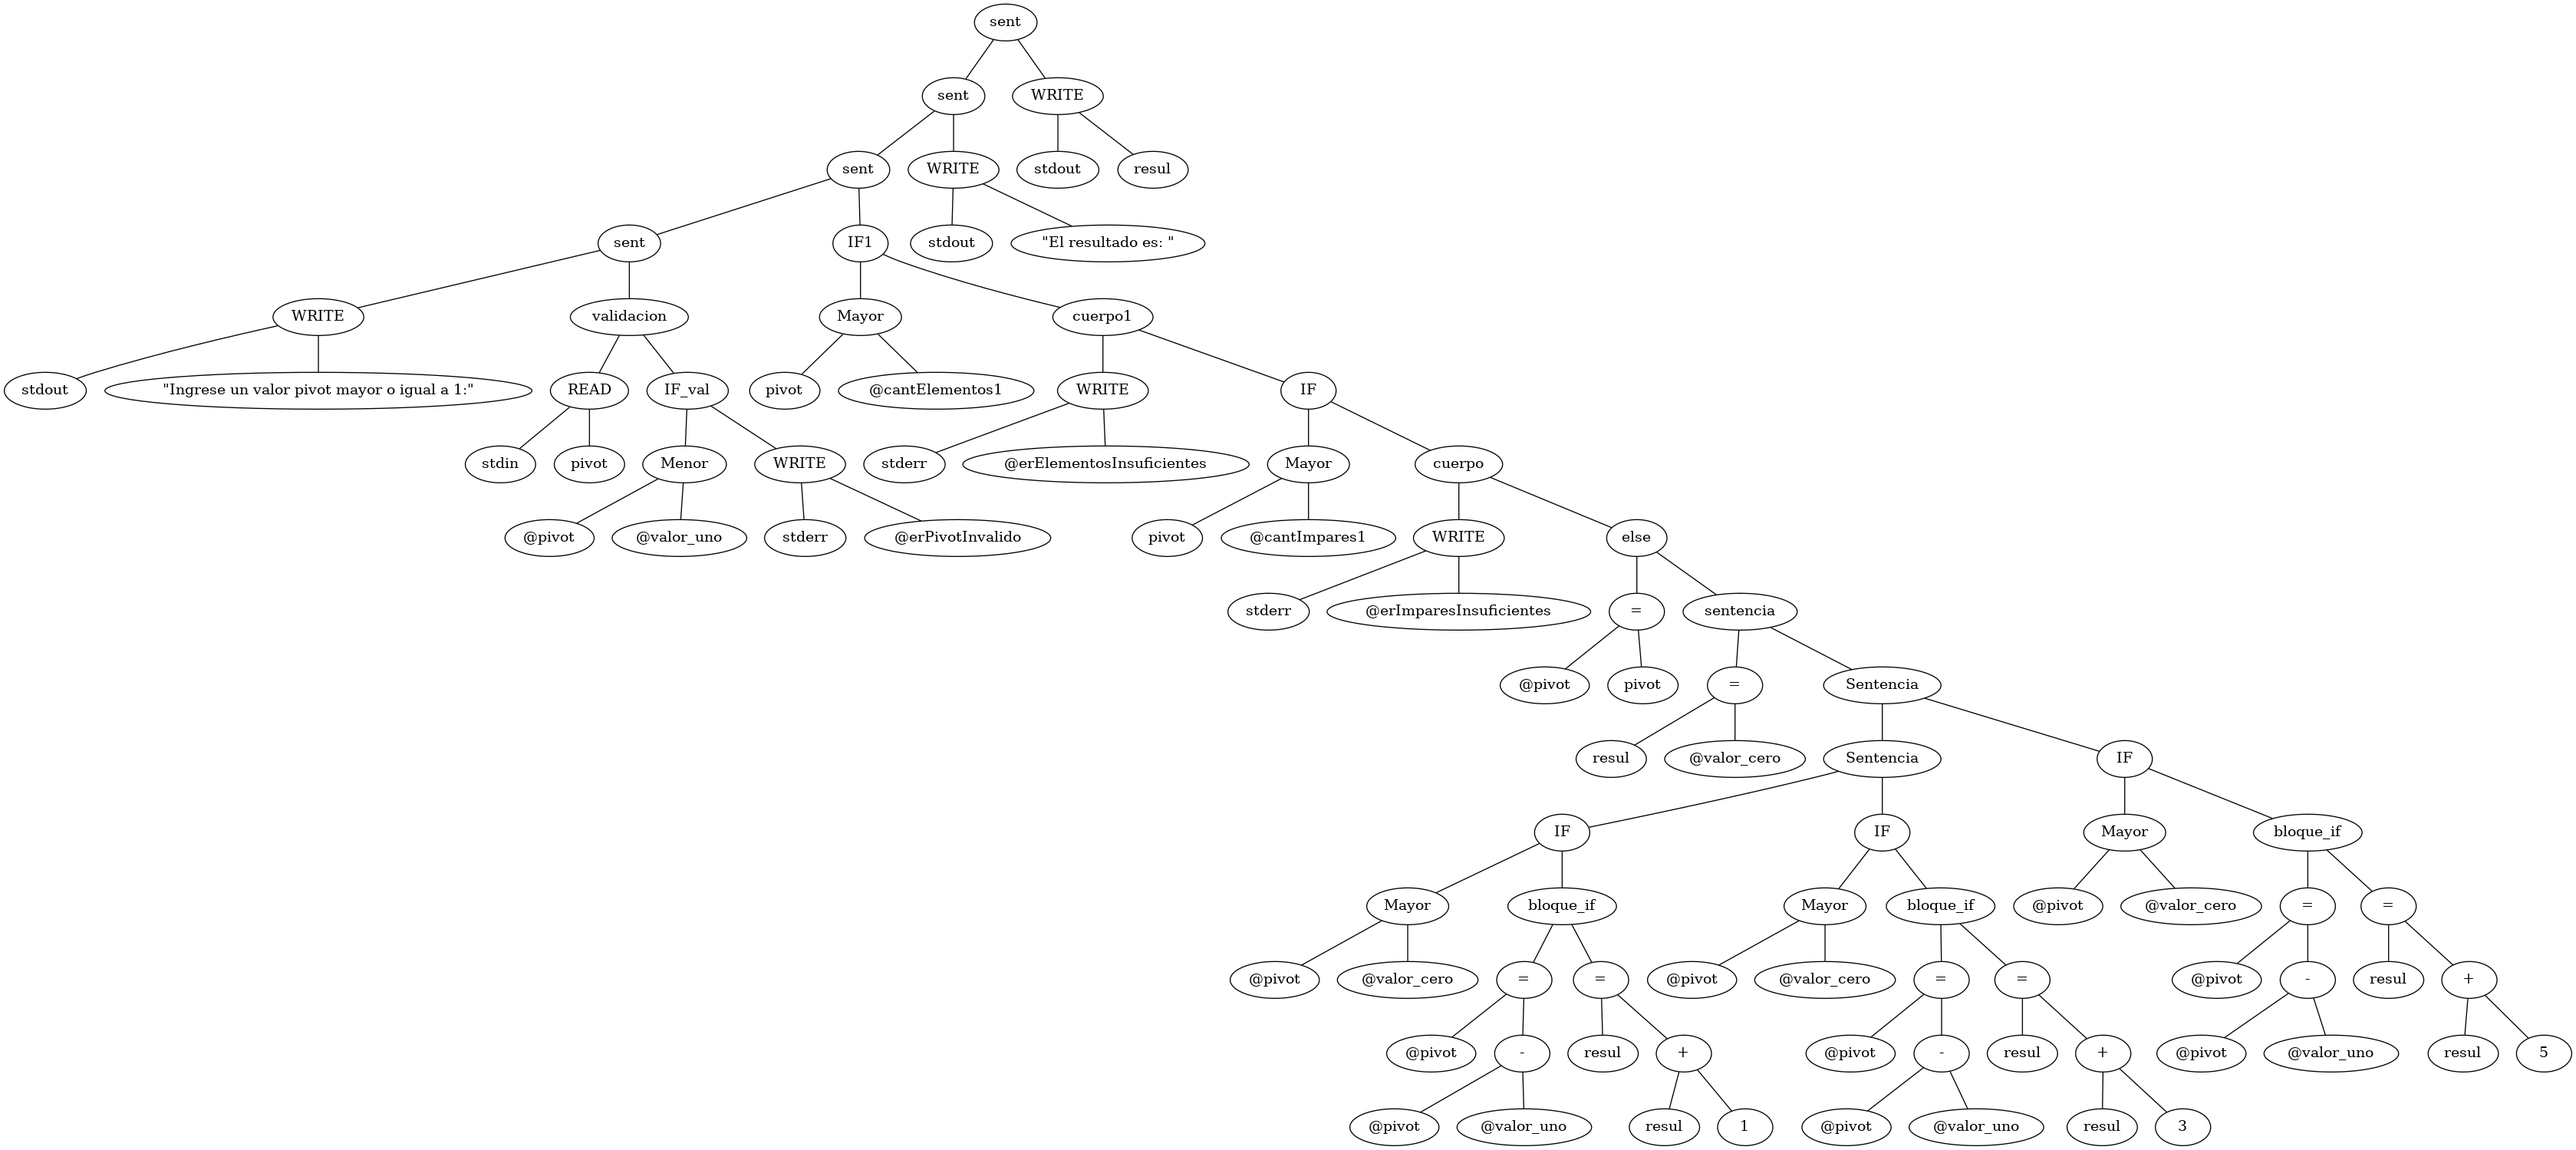 sent
sent WRITE
sent WRITE stdout resul
sent IF1 stdout "El resultado es: "
WRITE validacion Mayor cuerpo1
stdout "Ingrese un valor pivot mayor o igual a 1:" READ IF_val pivot @cantElementos1 WRITE IF
stdin pivot Menor WRITE stderr @erElementosInsuficientes Mayor cuerpo
@pivot @valor_uno stderr @erPivotInvalido pivot @cantImpares1 WRITE else
stderr @erImparesInsuficientes = sentencia
@pivot pivot = Sentencia
resul @valor_cero Sentencia IF
IF IF Mayor bloque_if
Mayor bloque_if Mayor bloque_if @pivot @valor_cero = =
@pivot @valor_cero = = @pivot @valor_cero = = @pivot - resul +
@pivot - resul + @pivot - resul + @pivot @valor_uno resul 5
@pivot @valor_uno resul 1 @pivot @valor_uno resul 3